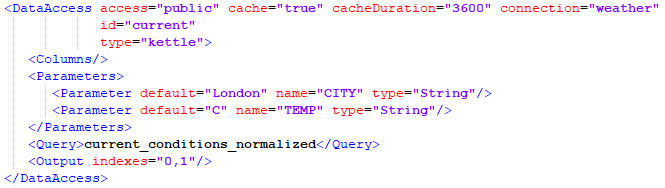 <DataAccess access="public" cache="true" cacheDuration="3600" connection="weather"
id="current"
type="kettle">
<Columns/>
<Parameters>
<Parameter default="London" name="CITY" type="String"/>
<Parameter default="C" name="TEMP" type="String"/>
</Parameters>
<Query>current_conditions_normalized</Query>
<Output indexes="0,1"/>
</DataAccess>